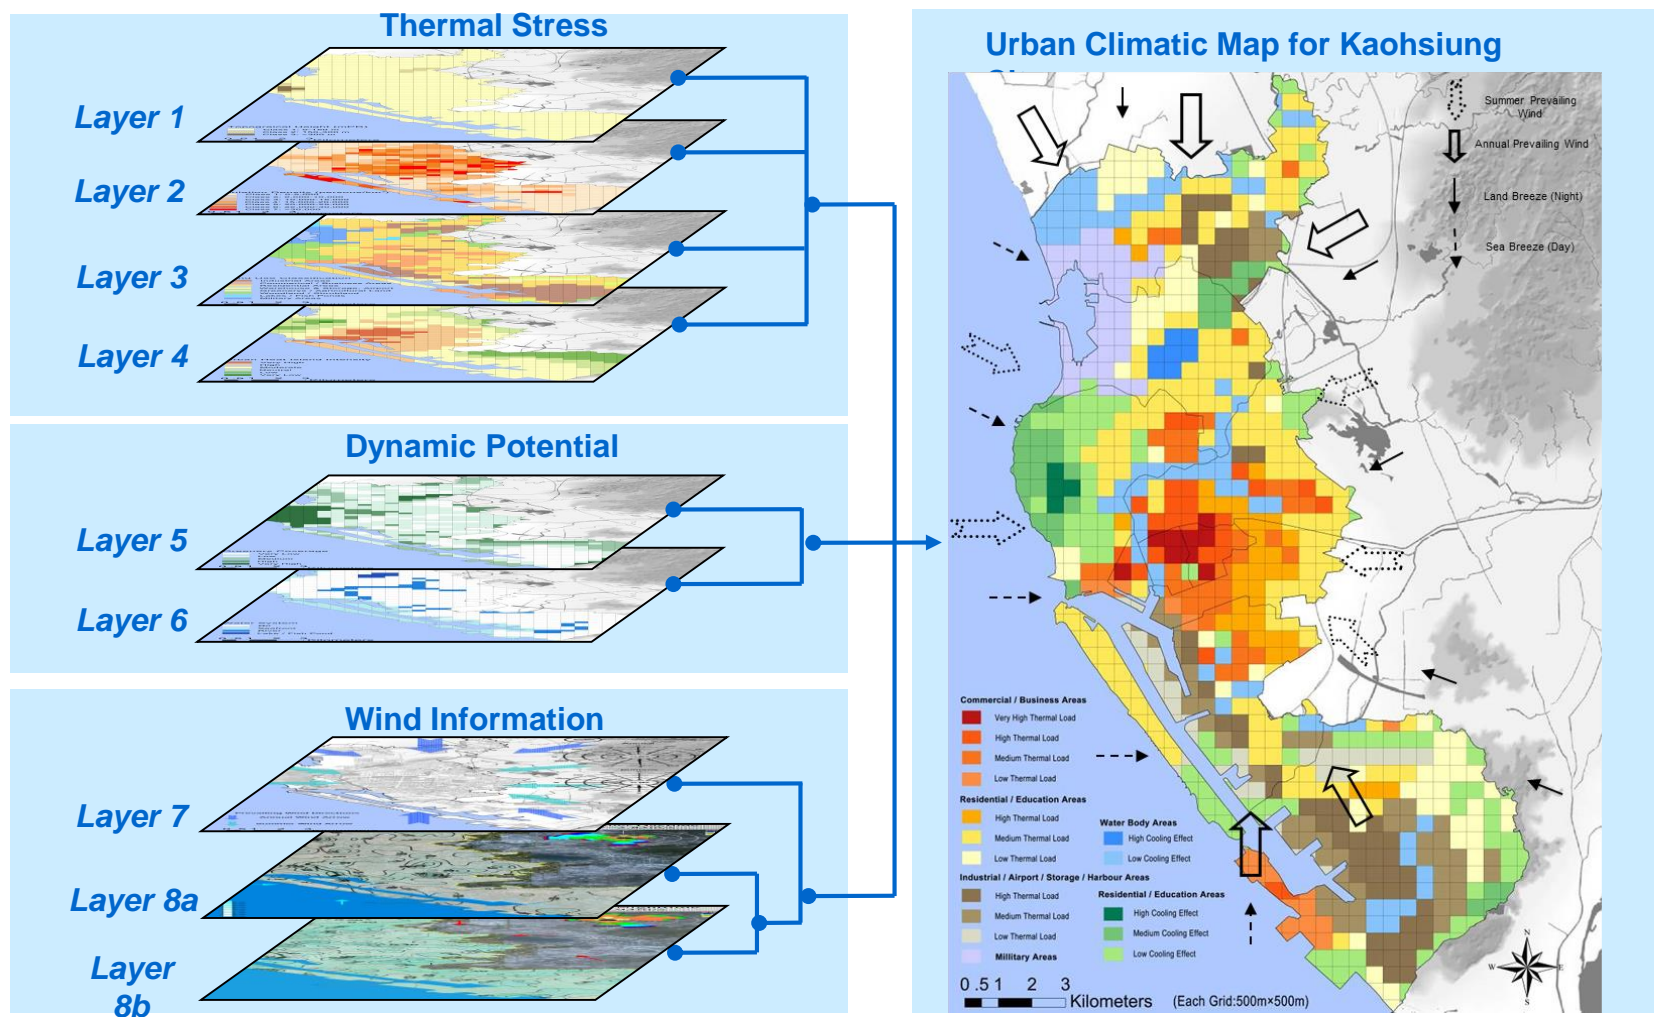 Thermal Stress
Layer 1
Layer 2
Layer 3
Layer 4
Dynamic Potential
Layer 5
Layer 6
Wind Information
Layer 7
Layer 8a
Layer
8b
Urban Climatic Map for Kaohsiung
Summer Prevailing
Wind
Annual Prevailing Wind
Land Breeze (Night)
Sea Breeze (Day)
Commercial / Business Areas
Very High Thermal Load
High Thermal Load
Medium Thermal Load
Low Thermal Load
Residential / Education Areas
High Thermal Load
Medium Thermal Load
Low Thermal Load
Water Body Areas
High Cooling Effect
Low Cooling Effect
Industrial / Airport / Storage / Harbour Areas
High Thermal Load
Medium Thermal Load
Low Thermal Load
Millitary Areas
Residential / Education Areas
High Cooling Effect
Medium Cooling Effect
Low Cooling Effect
0 .5 1 2 3
Kilometers (Each Grid:500m×500m)
N
W E
S